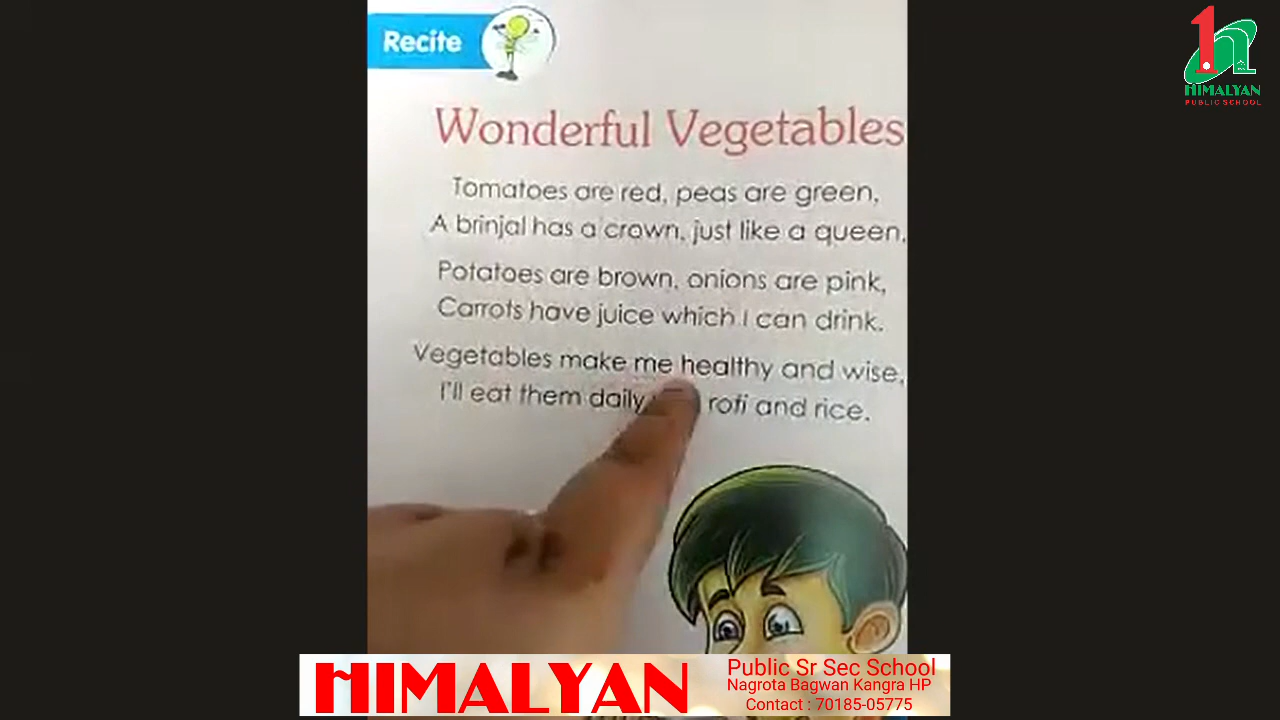 Recite
Wonderful Vegetables
Tomatoes are red, peas are green,
A brinjal has a crown, just like a queen,
Potatoes are brown, onions are pink,
Carrots have juice which I can drink.
Vegetables make me healthy and wise,
I'll eat them daily roti and rice.
1h
HIMALYAN
PUBLIC SCHOOL
HIMALYAN
Public Sr Sec School
Nagrota Bagwan Kangra HP
Contact : 70185-05775